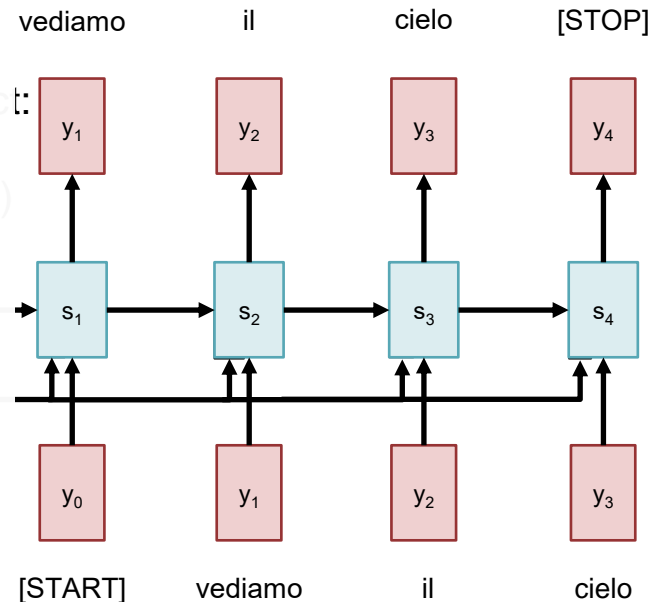 vediamo il cielo [STOP]
t:
y1 y2 y3 y4
)
s1 s2 s3 s4
y0 y1 y2 y3
[START] vediamo il cielo